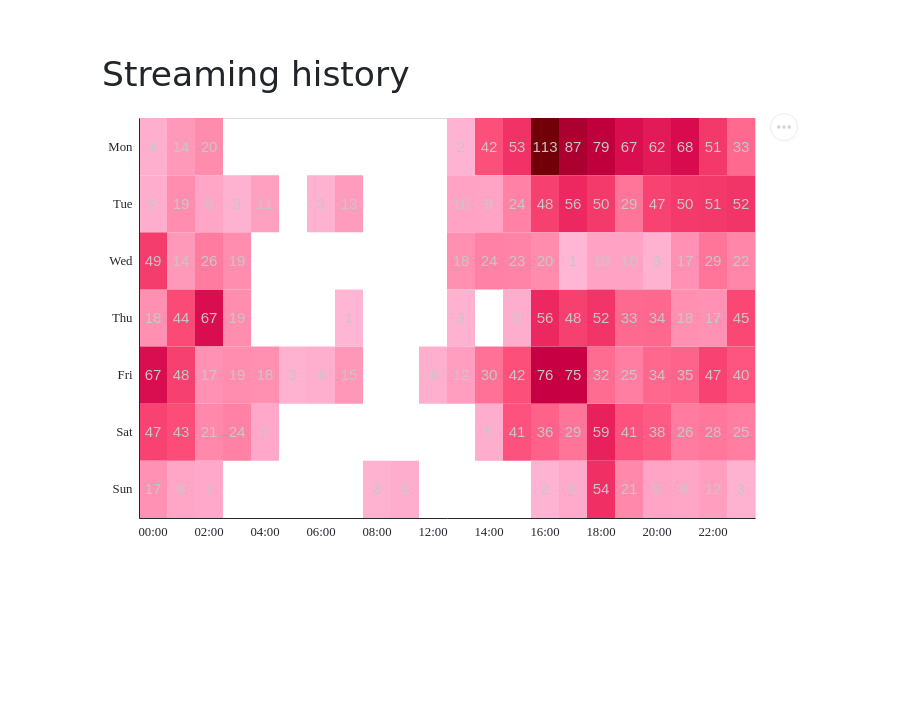 Streaming history
Mon 14 20 42 53 113 87 79 67 62 68 51 33
Tue 19 11 13 24 48 56 50 29 47 50 51 52
Wed 49 14 26 19 18 24 23 20 17 29 22
Thu 18 44 67 19 1 56 48 52 33 34 18 17 45
Fri 67 48 17 19 18 15 12 30 42 76 75 32 25 34 35 47 40
Sat 47 43 21 24 41 36 29 59 41 38 26 28 25
Sun 17 54 21 12
00:00 02:00 04:00 06:00 08:00 12:00 14:00 16:00 18:00 20:00 22:00